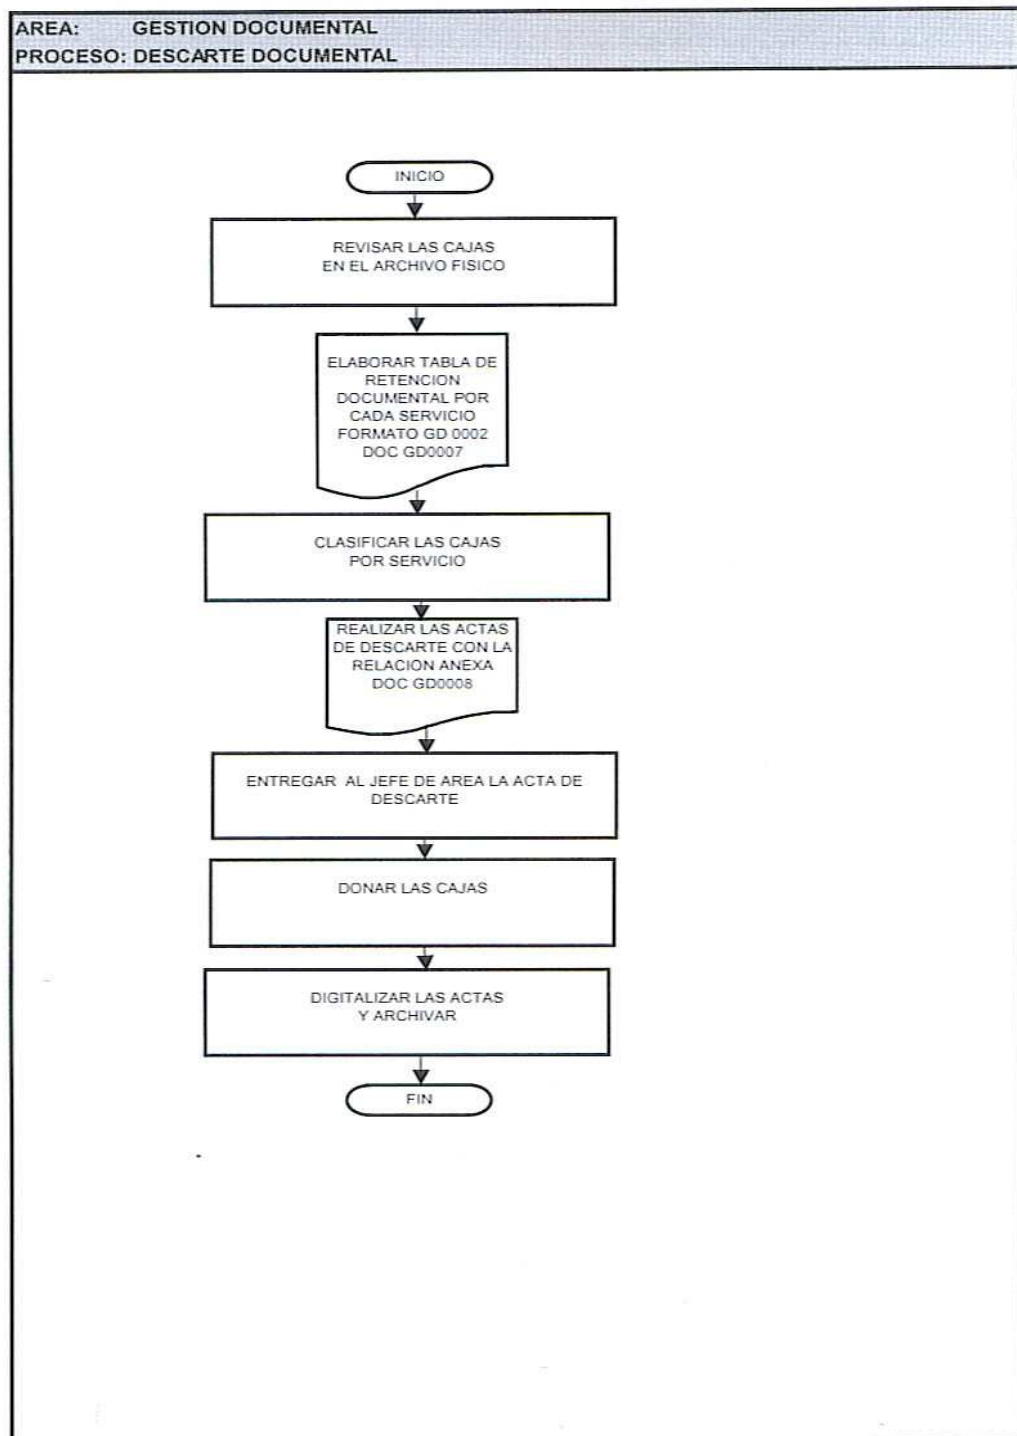 AREA: GESTION DOCUMENTAL
PROCESO: DESCARTE DOCUMENTAL
INICIO
REVISAR LAS CAJAS
EN EL ARCHIVO FISICO
ELABORAR TABLA DE
RETENCION
DOCUMENTAL POR
CADA SERVICIO
FORMATO GD 0002
DOC GD0007
CLASIFICAR LAS CAJAS
POR SERVICIO
REALIZAR LAS ACTAS
DE DESCARTE CON LA
RELACION ANEXA
DOC GD0008
ENTREGAR AL JEFE DE AREA LA ACTA DE
DESCARTE
DONAR LAS CAJAS
DIGITALIZAR LAS ACTAS
Y ARCHIVAR
FIN